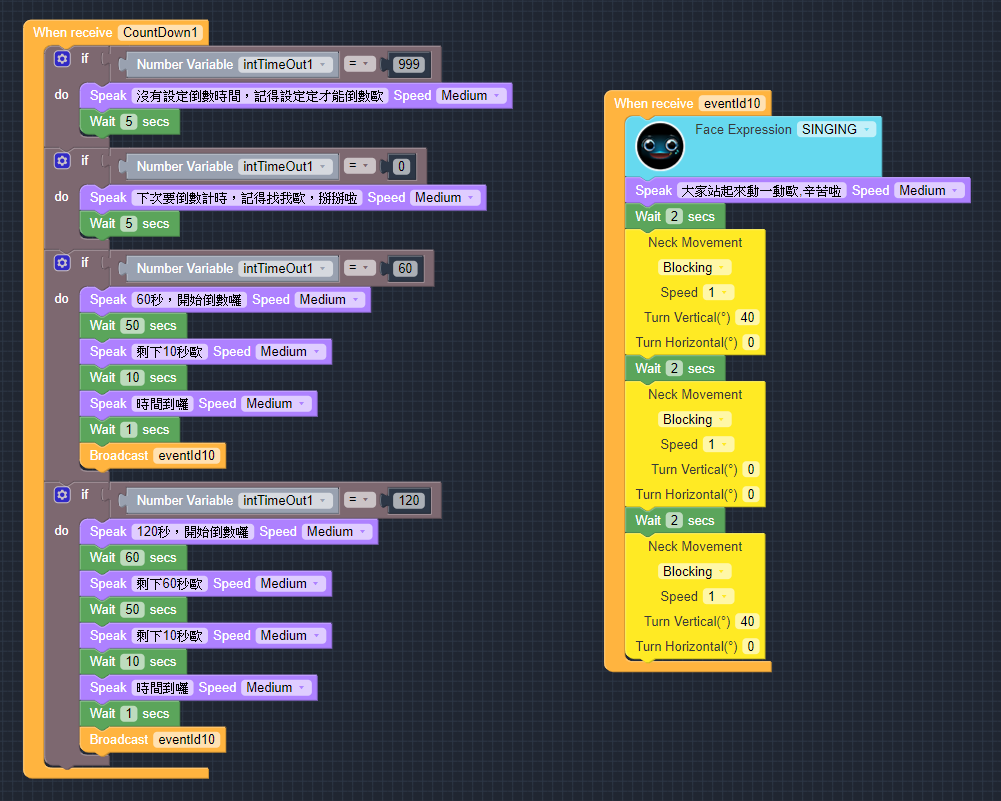 When receive CountDown1
if Number Variable intTimeOut1 = 999
do Speak 沒有設定倒數時間，記得設定定才能倒數歐 Speed Medium
Wait 5 secs
if Number Variable intTimeOut1 = 0
do Speak 下次要倒數計時，記得找我歐，掰掰啦 Speed Medium
Wait 5 secs
if Number Variable intTimeOut1 = 60
do Speak 60秒，開始倒數囉 Speed Medium
Wait 50 secs
Speak 剩下10秒歐 Speed Medium
Wait 10 secs
Speak 時間到囉 Speed Medium
Wait 1 secs
Broadcast eventId10
if Number Variable intTimeOut1 = 120
do Speak 120秒，開始倒數囉 Speed Medium
Wait 60 secs
Speak 剩下60秒歐 Speed Medium
Wait 50 secs
Speak 剩下10秒歐 Speed Medium
Wait 10 secs
Speak 時間到囉 Speed Medium
Wait 1 secs
Broadcast eventId10
When receive eventId10
Face Expression SINGING
Speak 大家站起來動一動歐,辛苦啦 Speed Medium
Wait 2 secs
Neck Movement
Blocking
Speed 1
Turn Vertical(°) 40
Turn Horizontal(°) 0
Wait 2 secs
Neck Movement
Blocking
Speed 1
Turn Vertical(°) 0
Turn Horizontal(°) 0
Wait 2 secs
Neck Movement
Blocking
Speed 1
Turn Vertical(°) 40
Turn Horizontal(°) 0